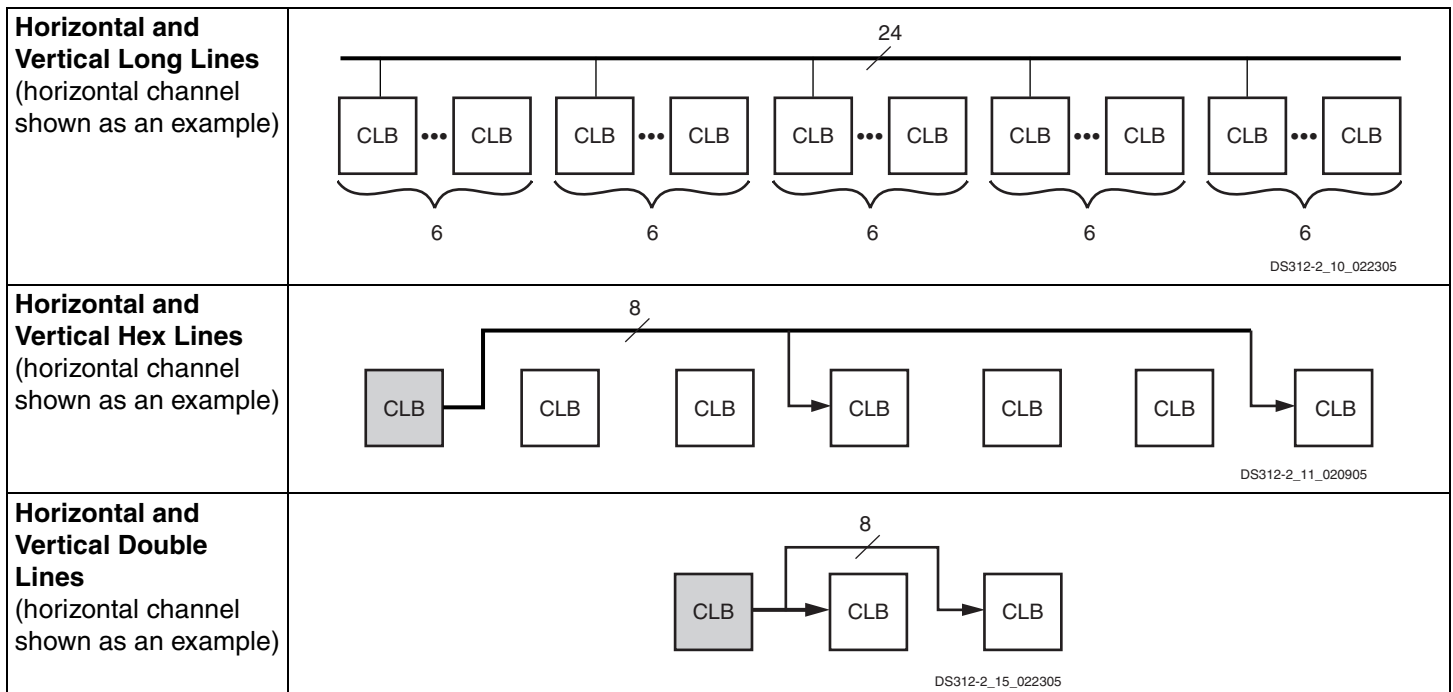 Horizontal and
Vertical Long Lines
(horizontal channel
shown as an example)
24
CLB ••• CLB CLB ••• CLB CLB ••• CLB CLB ••• CLB CLB ••• CLB
6 6 6 6 6
DS312-2_10_022305
Horizontal and
Vertical Hex Lines
(horizontal channel
shown as an example)
8
CLB CLB CLB CLB CLB CLB CLB
DS312-2_11_020905
Horizontal and
Vertical Double
Lines
(horizontal channel
shown as an example)
8
CLB CLB CLB
DS312-2_15_022305